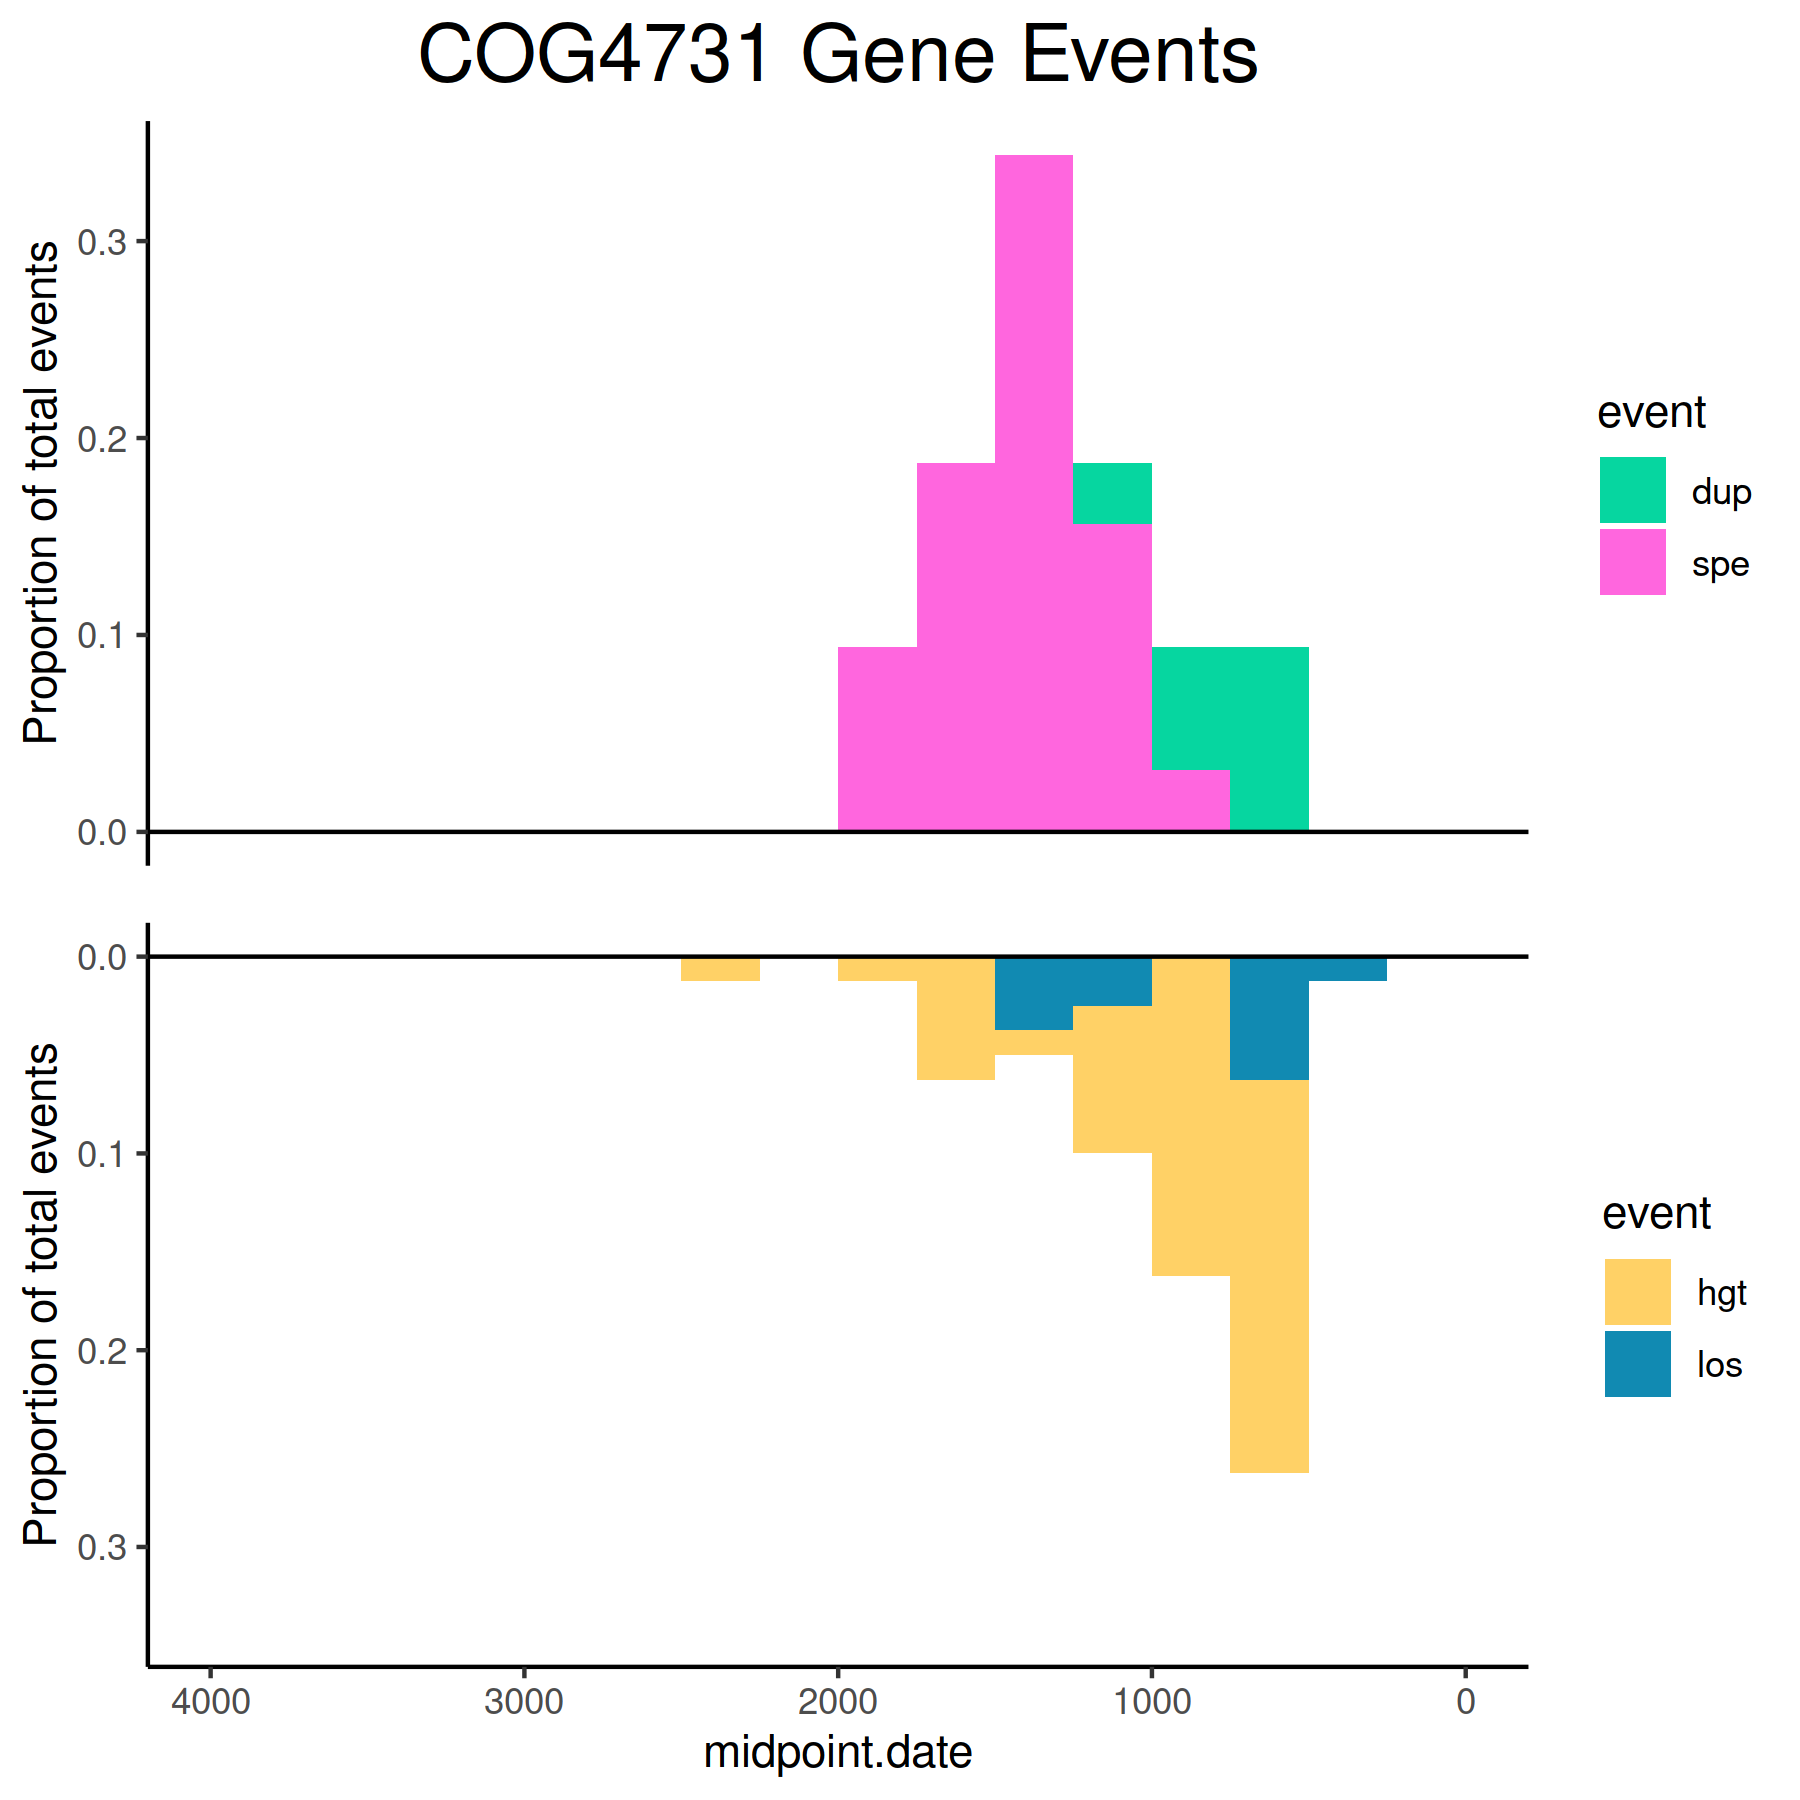 COG4731 Gene Events
Proportion of total events
0.3
0.2
0.1
0.0
event
dup
spe
Proportion of total events
0.0
0.1
0.2
0.3
event
hgt
los
4000 3000 2000 1000 0
midpoint.date